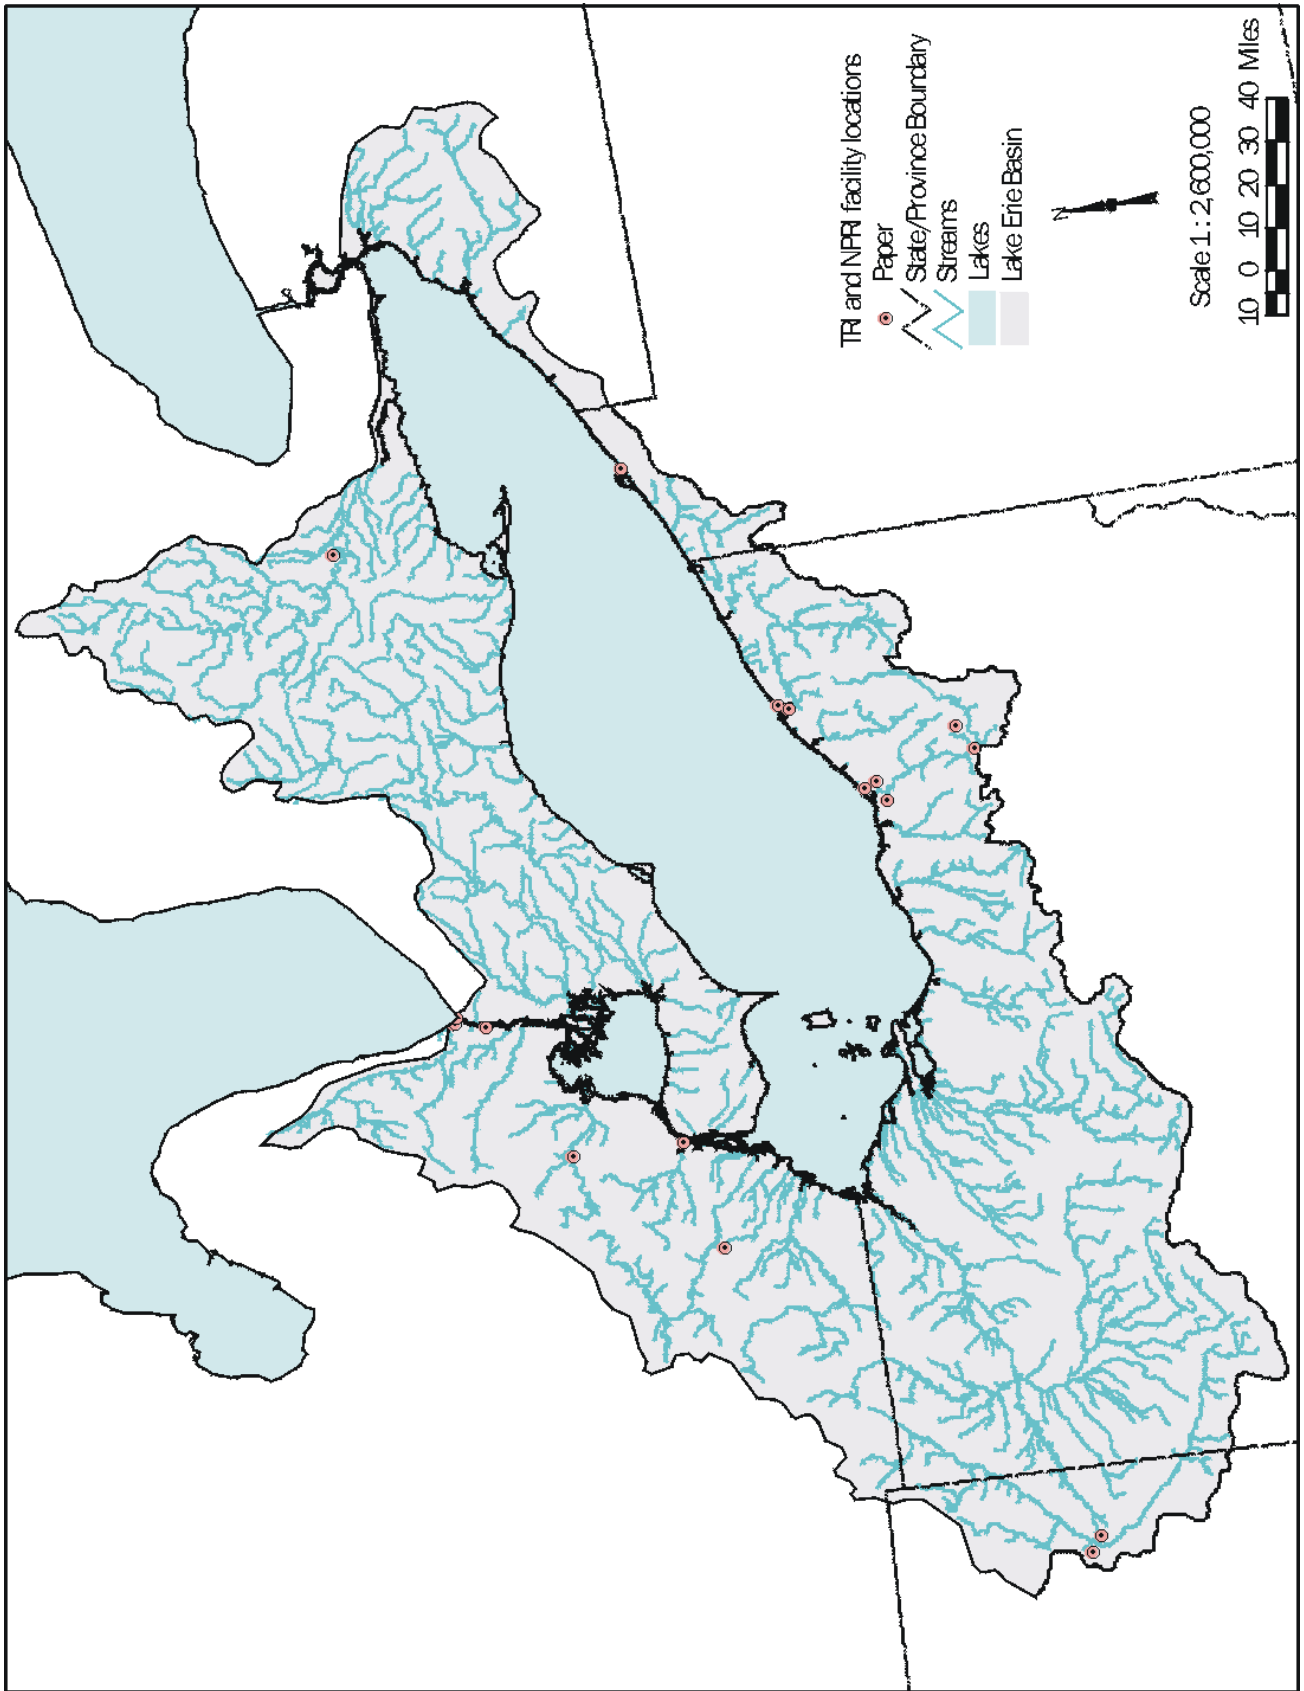 TRI and NPRI facility locations
Paper
State/Province Boundary
Streams
Lakes
Lake Erie Basin
N
Scale 1 : 2,600,000
10 0 10 20 30 40 Miles